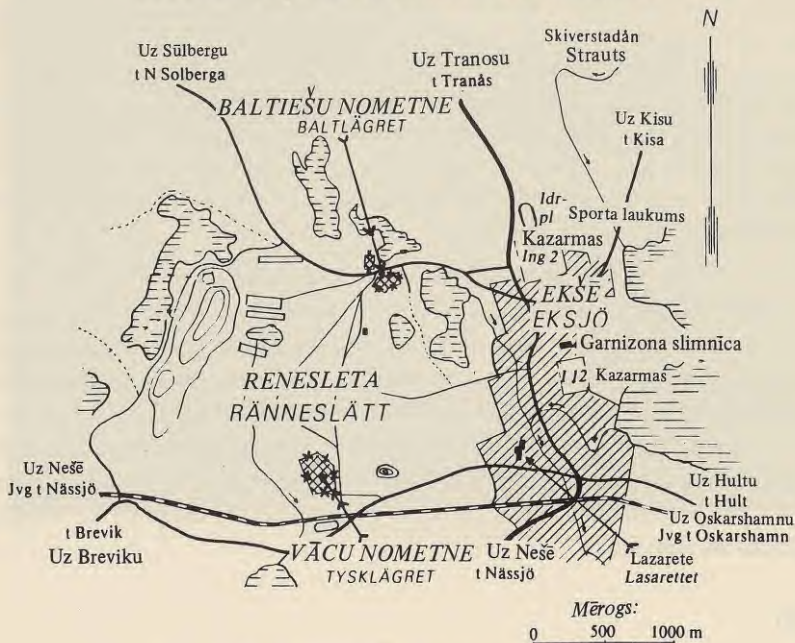 N
Skiverstadån
Strauts
Uz Sūlbergu
t N Solberga
Uz Tranosu
t Tranås
BALTIEŠU NOMETNE
BALTLÄGRET
Uz Kisu
t Kisa
Idr-
pl
Sporta laukums
Kazarmas
Ing 2
EKSE
EKSJÖ
Garnizona slimnīca
I 12 Kazarmas
RENESLETA
RÄNNESLÄTT
Uz Nešē
Jvg t Nässjö
Uz Hultu
t Hult
t Brevik
Uz Breviku
Uz Oskarshamnu
Jvg t Oskarshamn
VĀCU NOMETNE
TYSKLÄGRET
Uz Nešē
t Nässjö
Lazarete
Lasarettet
Mērogs:
0 500 1000 m